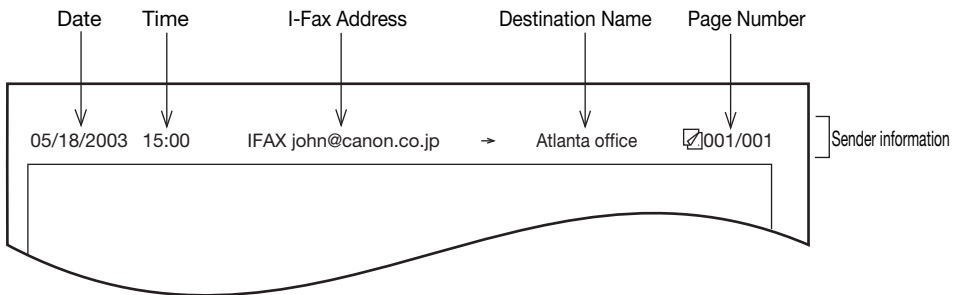 Date Time I-Fax Address Destination Name Page Number
05/18/2003 15:00 IFAX john@canon.co.jp → Atlanta office 001/001
Sender information